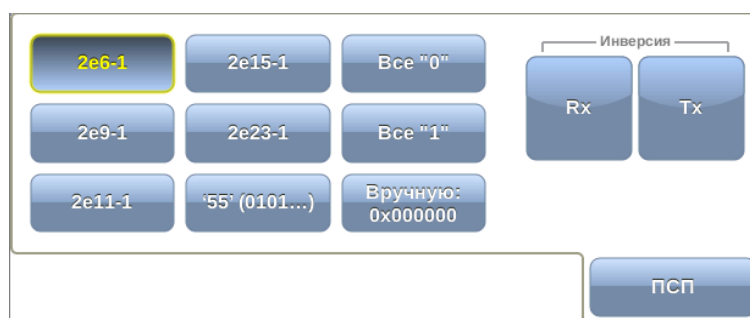 Инверсия
2e6-1 2e15-1 Все "0"
Rx Tx
2e9-1 2e23-1 Все "1"
2e11-1 ‘55’ (0101...) Вручную:
0x000000
ПСП